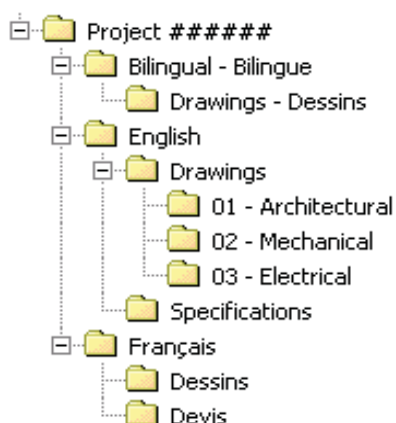 Project ######
Bilingual - Bilingue
Drawings - Dessins
English
Drawings
01 - Architectural
02 - Mechanical
03 - Electrical
Specifications
Français
Dessins
Devis